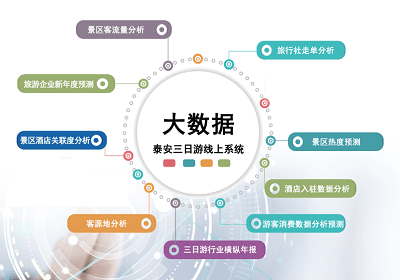 景区客流量分析
旅行社走单分析
旅游企业新年度预测
大数据
泰安三日游线上系统
景区酒店关联度分析
景区热度预测
酒店入驻数据分析
客源地分析
游客消费数据分析预测
三日游行业横纵年报